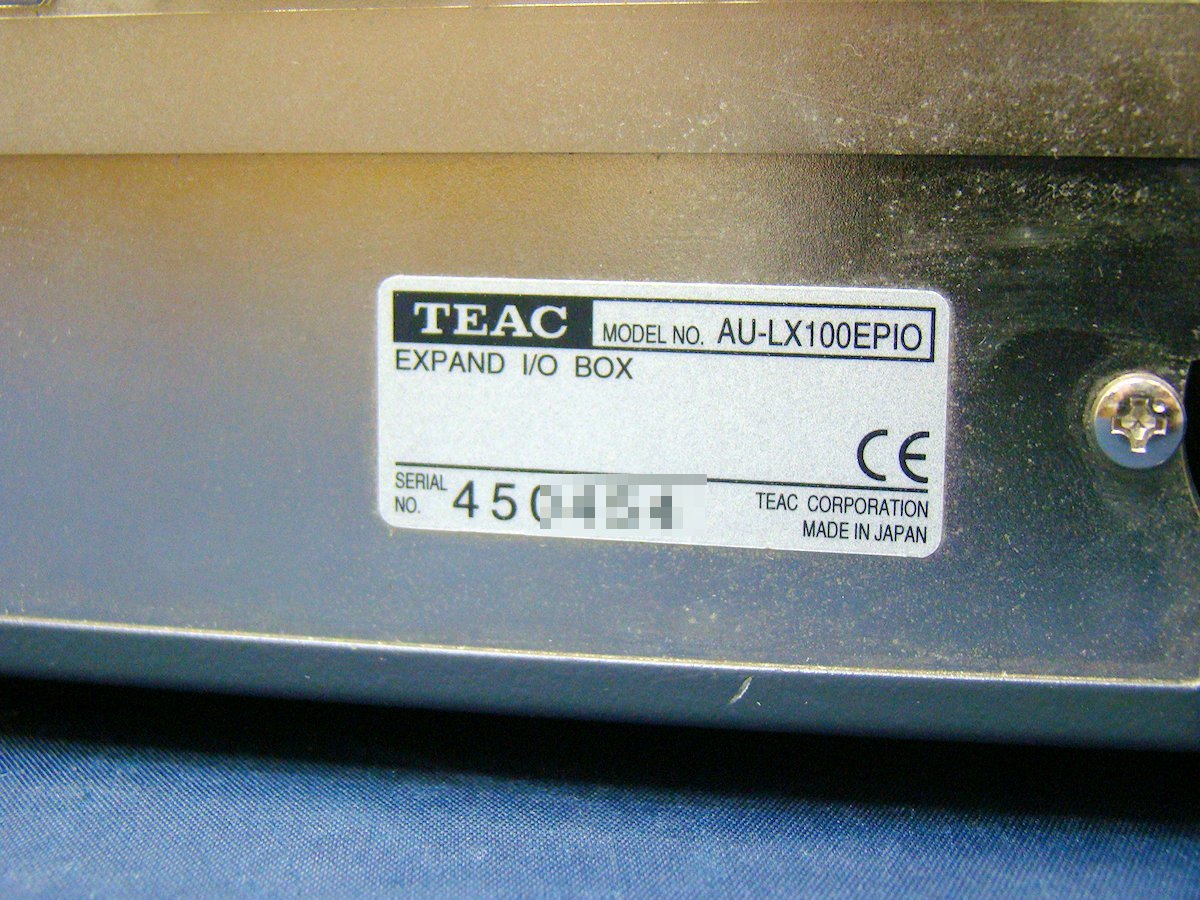 TEAC MODEL NO. AU-LX100EPIO
EXPAND I/O BOX
CE
SERIAL NO. 450
TEAC CORPORATION
MADE IN JAPAN